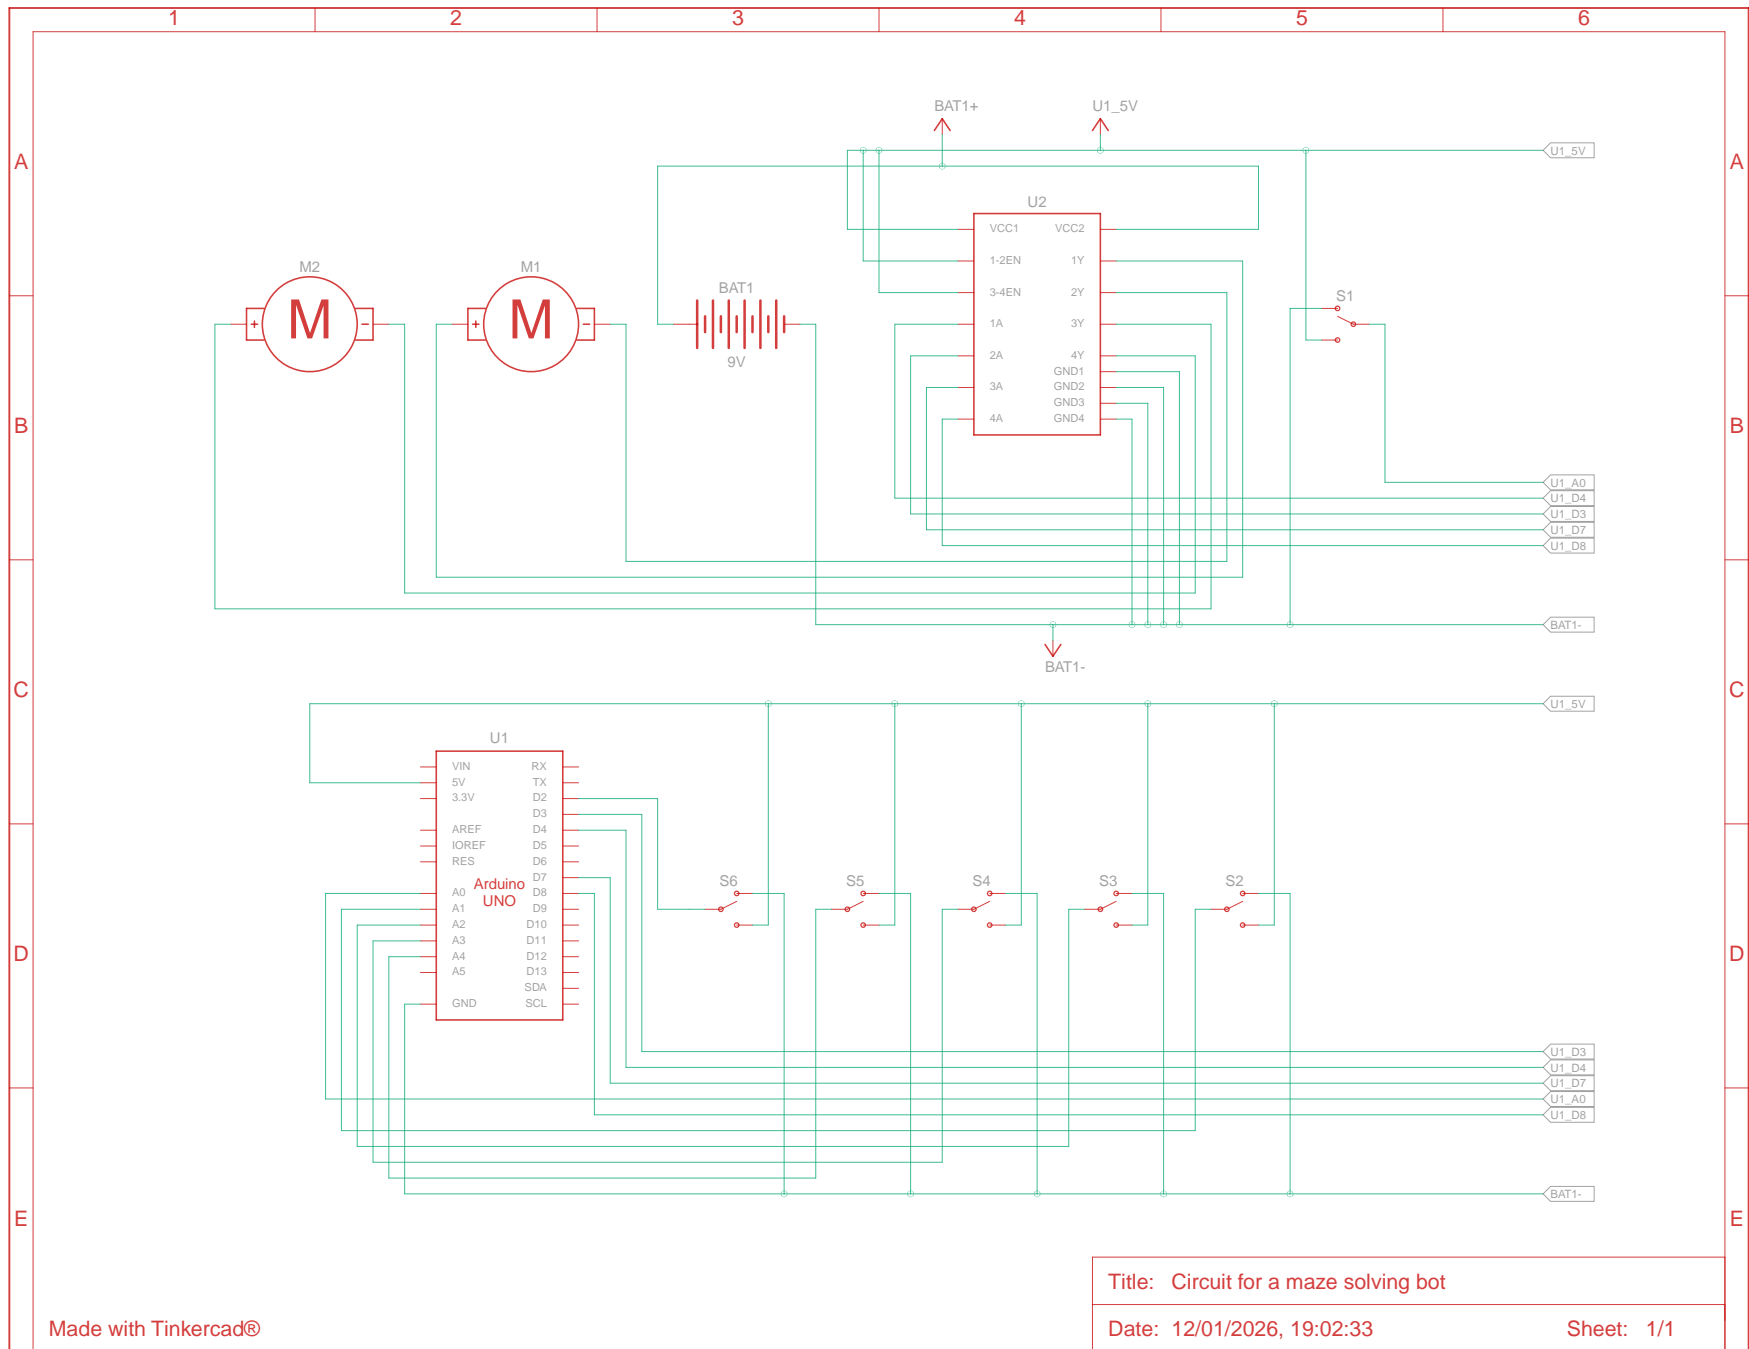 1 2 3 4 5 6
BAT1+ U1_5V
A U1_5V A
U2
VCC1 VCC2
M2 M1 1-2EN 1Y
BAT1 3-4EN 2Y S1
M + - M + - 1A 3Y
9V 2A 4Y
GND1
3A GND2
GND3
B 4A GND4 B
U1_A0
U1_D4
U1_D3
U1_D7
U1_D8
BAT1-
BAT1-
C C
U1_5V
U1
VIN RX
5V TX
3.3V D2
D3
AREF D4
IOREF D5
RES D6
D7
Arduino
UNO
A0 D8
A1 D9
A2 D10
A3 D11
A4 D12
A5 D13
SDA
GND SCL
S6 S5 S4 S3 S2
D D
U1_D3
U1_D4
U1_D7
U1_A0
U1_D8
BAT1-
E E
Title: Circuit for a maze solving bot
Made with Tinkercad®
Date: 12/01/2026, 19:02:33 Sheet: 1/1